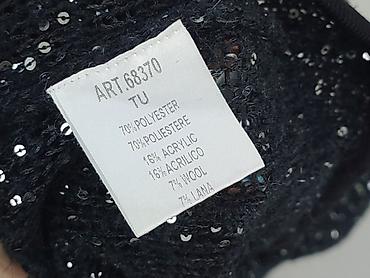 ART.68370
TU
70% POLYESTER
70% POLIESTERE
16% ACRYLIC
16% ACRILICO
7% WOOL
7% LANA